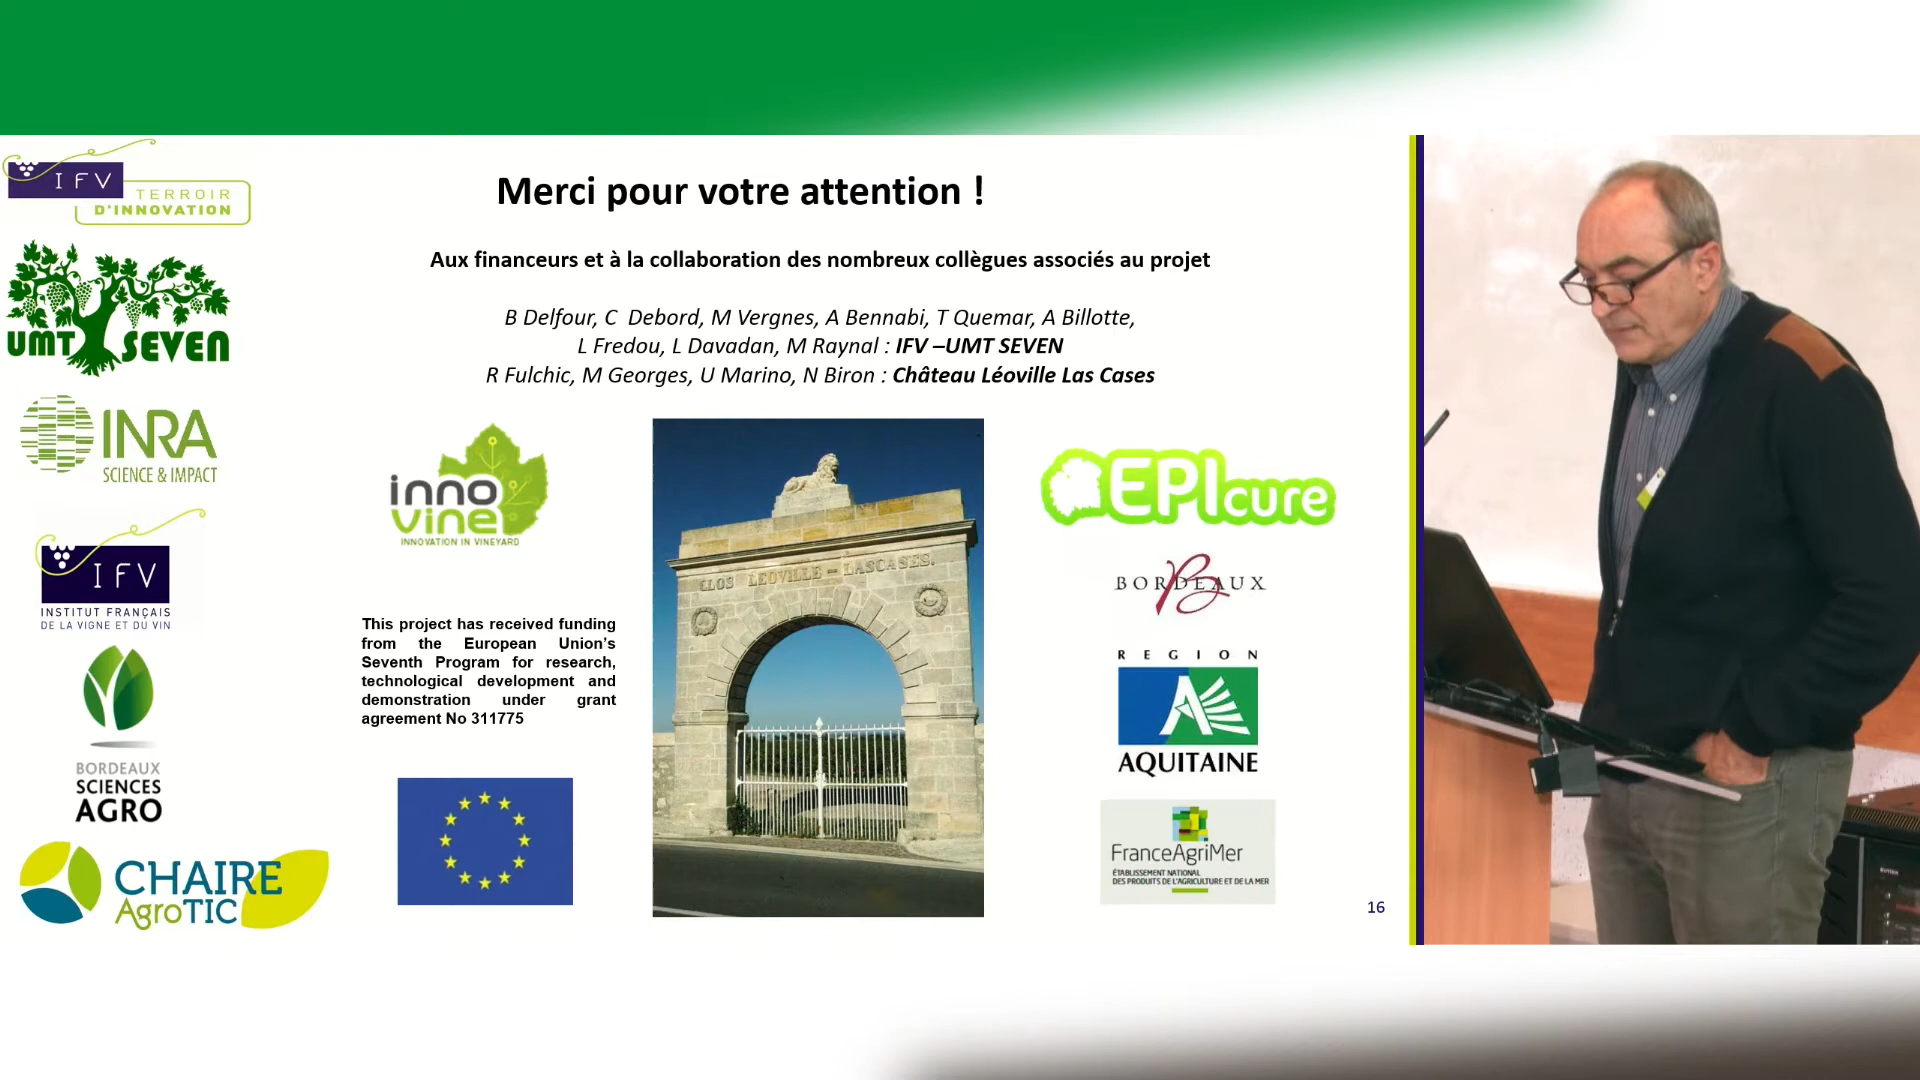 IFV
TERROIR
D'INNOVATION
UMT SEVEN
INRA
SCIENCE & IMPACT
IFV
INSTITUT FRANÇAIS
DE LA VIGNE ET DU VIN
BORDEAUX
SCIENCES
AGRO
CHAIRE
AgroTIC
Merci pour votre attention !
Aux financeurs et à la collaboration des nombreux collègues associés au projet
B Delfour, C Debord, M Vergnes, A Bennabi, T Quemar, A Billotte,
L Fredou, L Davadan, M Raynal : IFV –UMT SEVEN
R Fulchic, M Georges, U Marino, N Biron : Château Léoville Las Cases
inno
vine
INNOVATION IN VINEYARD
This project has received funding
from the European Union's
Seventh Program for research,
technological development and
demonstration under grant
agreement No 311775
CLOS LEOVILLE - LASCASES.
EPIcure
BORDEAUX
REGION
AQUITAINE
FranceAgriMer
ÉTABLISSEMENT NATIONAL
DES PRODUITS DE L'AGRICULTURE ET DE LA MER
16